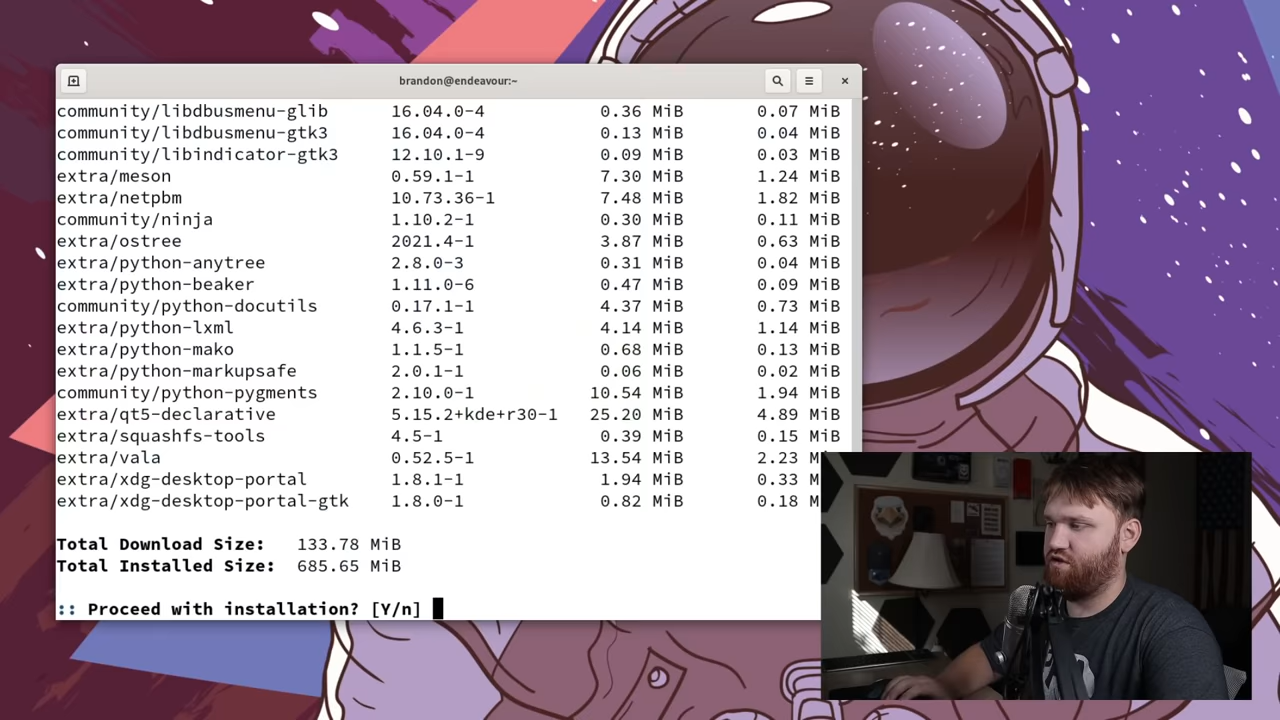 brandon@endeavour:~
community/libdbusmenu-glib 16.04.0-4 0.36 MiB 0.07 MiB
community/libdbusmenu-gtk3 16.04.0-4 0.13 MiB 0.04 MiB
community/libindicator-gtk3 12.10.1-9 0.09 MiB 0.03 MiB
extra/meson 0.59.1-1 7.30 MiB 1.24 MiB
extra/netpbm 10.73.36-1 7.48 MiB 1.82 MiB
community/ninja 1.10.2-1 0.30 MiB 0.11 MiB
extra/ostree 2021.4-1 3.87 MiB 0.63 MiB
extra/python-anytree 2.8.0-3 0.31 MiB 0.04 MiB
extra/python-beaker 1.11.0-6 0.47 MiB 0.09 MiB
community/python-docutils 0.17.1-1 4.37 MiB 0.73 MiB
extra/python-lxml 4.6.3-1 4.14 MiB 1.14 MiB
extra/python-mako 1.1.5-1 0.68 MiB 0.13 MiB
extra/python-markupsafe 2.0.1-1 0.06 MiB 0.02 MiB
community/python-pygments 2.10.0-1 10.54 MiB 1.94 MiB
extra/qt5-declarative 5.15.2+kde+r30-1 25.20 MiB 4.89 MiB
extra/squashfs-tools 4.5-1 0.39 MiB 0.15 MiB
extra/vala 0.52.5-1 13.54 MiB 2.23 M
extra/xdg-desktop-portal 1.8.1-1 1.94 MiB 0.33 M
extra/xdg-desktop-portal-gtk 1.8.0-1 0.82 MiB 0.18 M
Total Download Size: 133.78 MiB
Total Installed Size: 685.65 MiB
:: Proceed with installation? [Y/n]